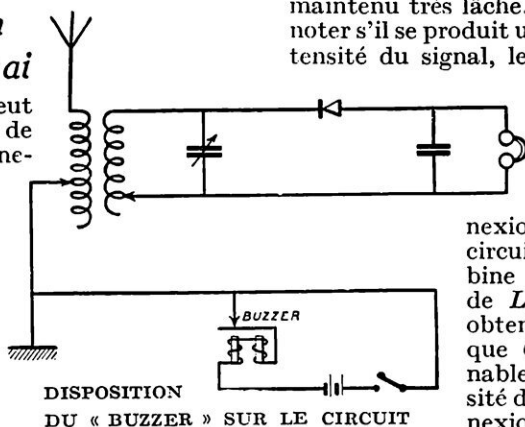 n
ai
eut
de
ne-
maintenu très lâche.
noter s'il se produit u
tensité du signal, le
BUZZER
DISPOSITION
DU « BUZZER » SUR LE CIRCUIT
nexio
circui
bine
de L
obten
que
nable
sité d
nexio